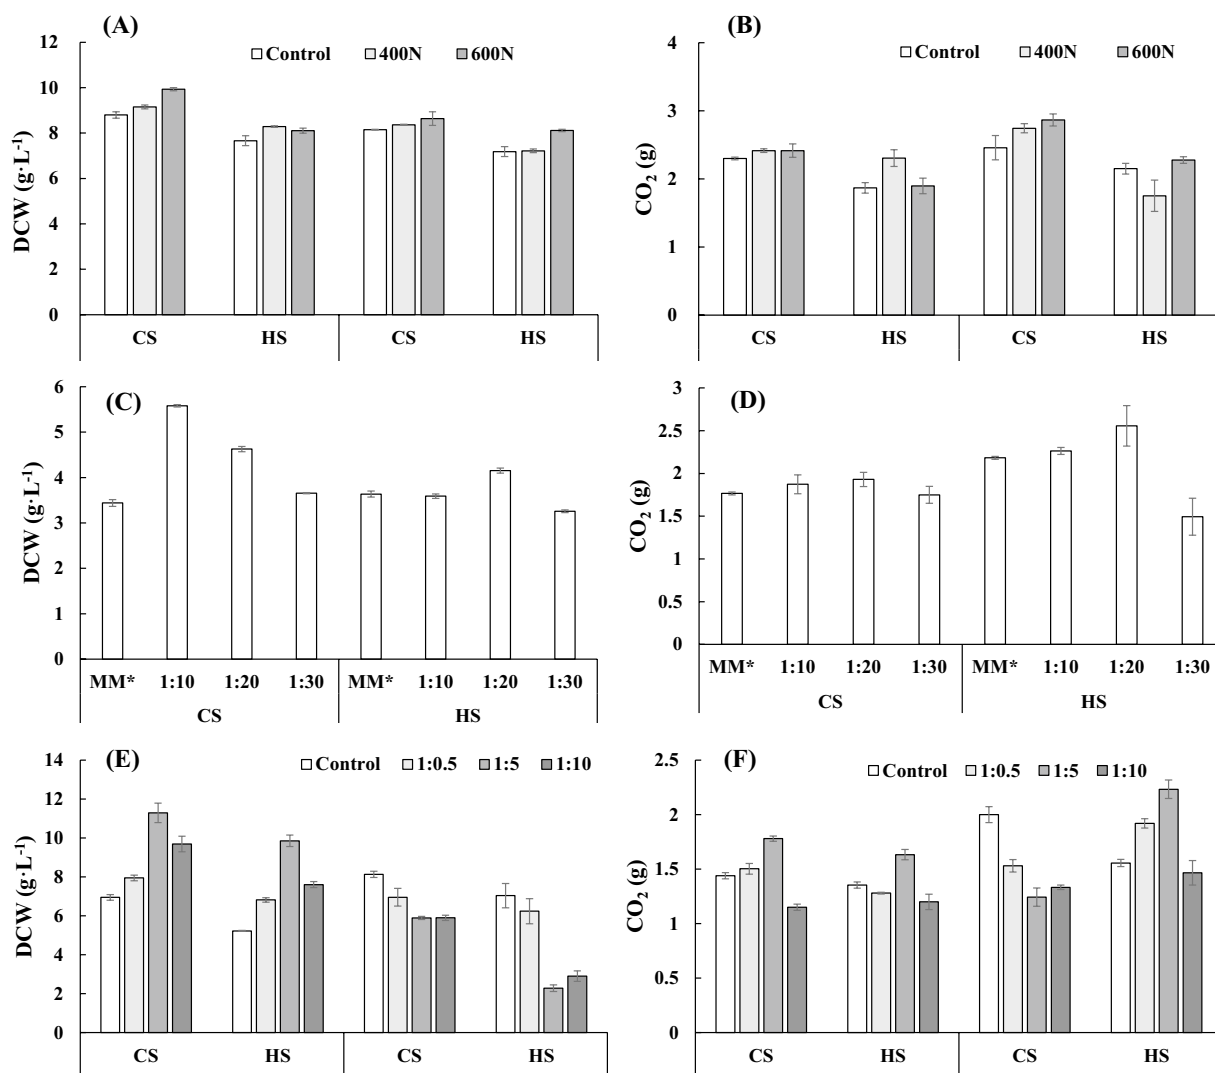 (A)
Control 400N 600N
DCW (g·L⁻¹)
12
10
8
6
4
2
0
CS HS CS HS
(B)
Control 400N 600N
CO₂ (g)
4
3
2
1
0
CS HS CS HS
(C)
DCW (g·L⁻¹)
6
5
4
3
2
1
0
MM* 1:10 1:20 1:30 MM* 1:10 1:20 1:30
CS HS
(D)
CO₂ (g)
3
2.5
2
1.5
1
0.5
0
MM* 1:10 1:20 1:30 MM* 1:10 1:20 1:30
CS HS
(E)
Control 1:0.5 1:5 1:10
DCW (g·L⁻¹)
14
12
10
8
6
4
2
0
CS HS CS HS
(F)
Control 1:0.5 1:5 1:10
CO₂ (g)
2.5
2
1.5
1
0.5
0
CS HS CS HS